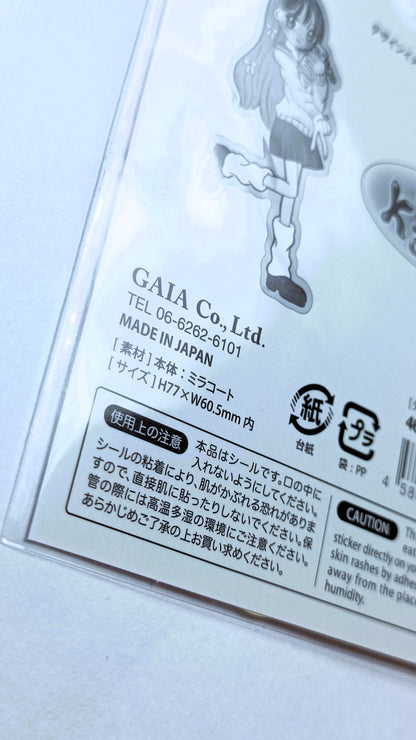 GAIA Co., Ltd.
TEL 06-6262-6101
MADE IN JAPAN
[素材]本体：ミラコート
[サイズ]H77×W60.5mm内
紙
台紙
プラ
袋：PP
使用上の注意
本品はシールです。口の中に
入れないようにしてください。
シールの粘着により、肌がかぶれる恐れがありま
すので、直接肌に貼ったりしないでください。保
管の際には高温多湿の環境にご注意ください。
あらかじめご了承の上お買い求めください。
CAUTION
sticker directly on
skin rashes by
away from the
humidity.